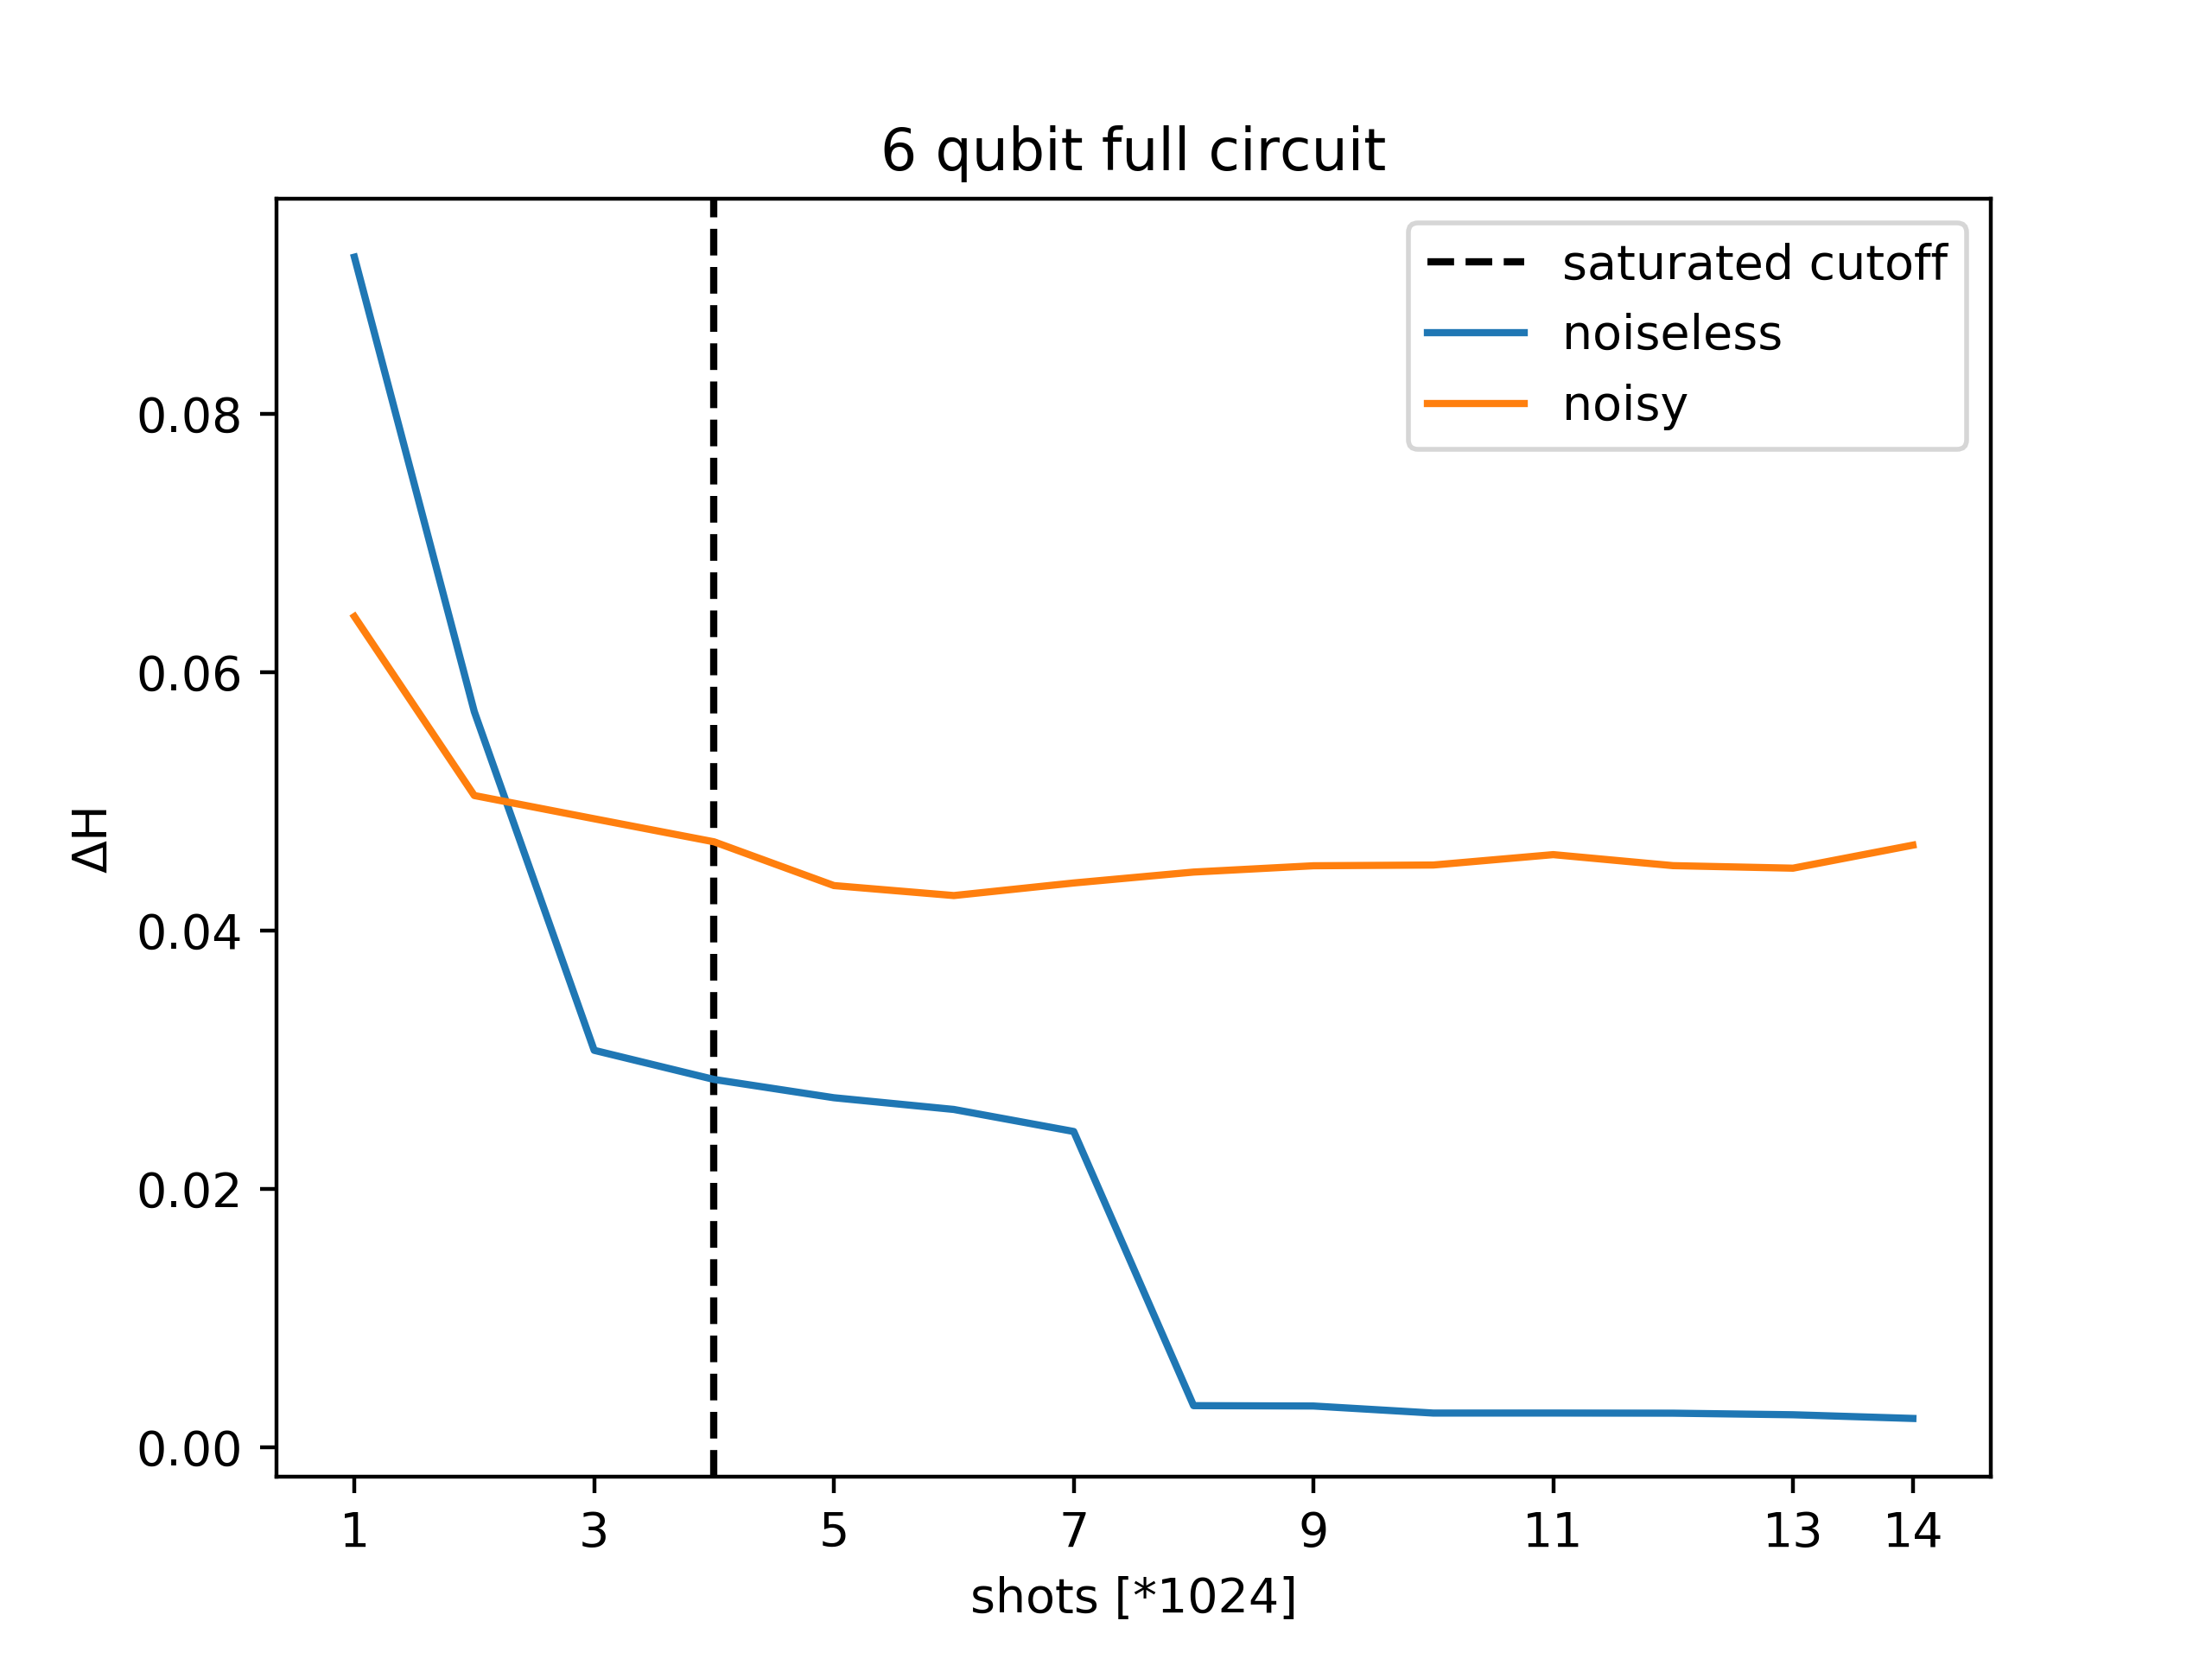 6 qubit full circuit
saturated cutoff
noiseless
noisy
0.08
0.06
0.04
0.02
0.00
ΔH
1 3 5 7 9 11 13 14
shots [*1024]